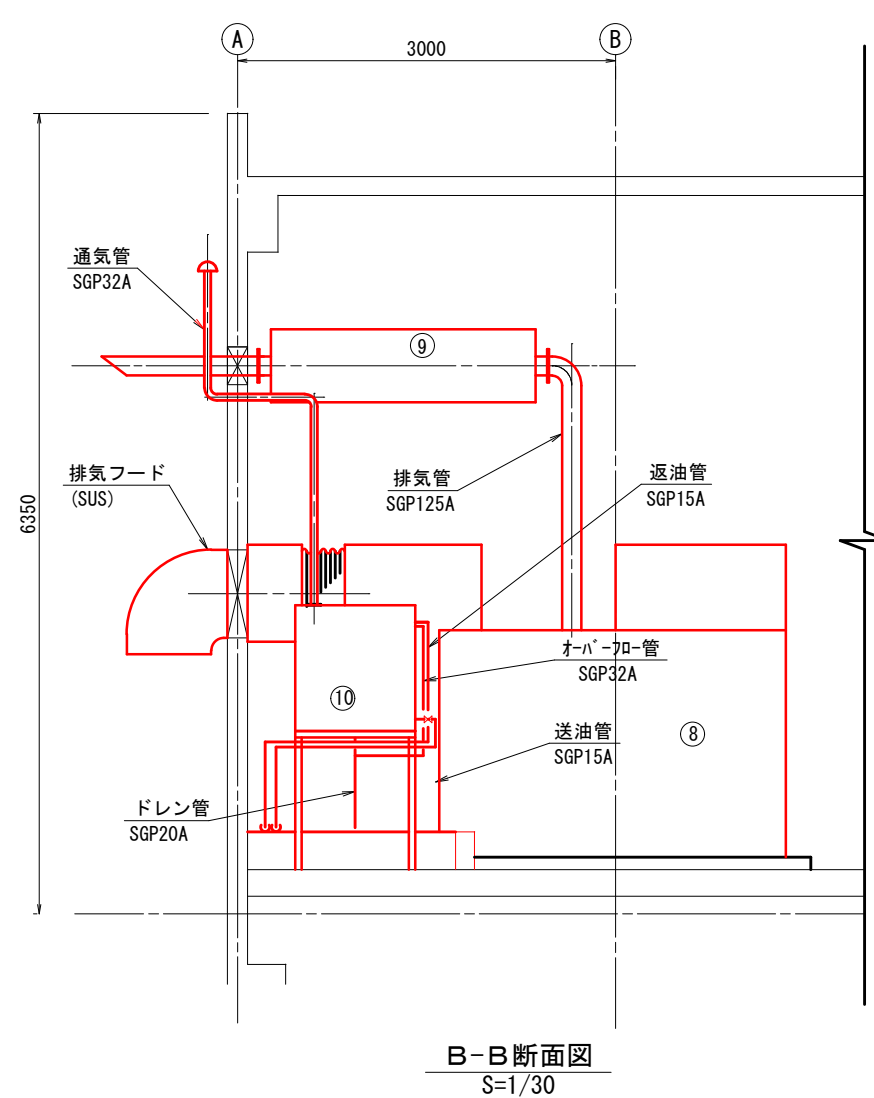 A
B
3000
6350
通気管
SGP32A
⑨
排気フード
(SUS)
排気管
SGP125A
返油管
SGP15A
オーバーフロー管
SGP32A
⑩
⑧
送油管
SGP15A
ドレン管
SGP20A
B-B断面図
S=1/30